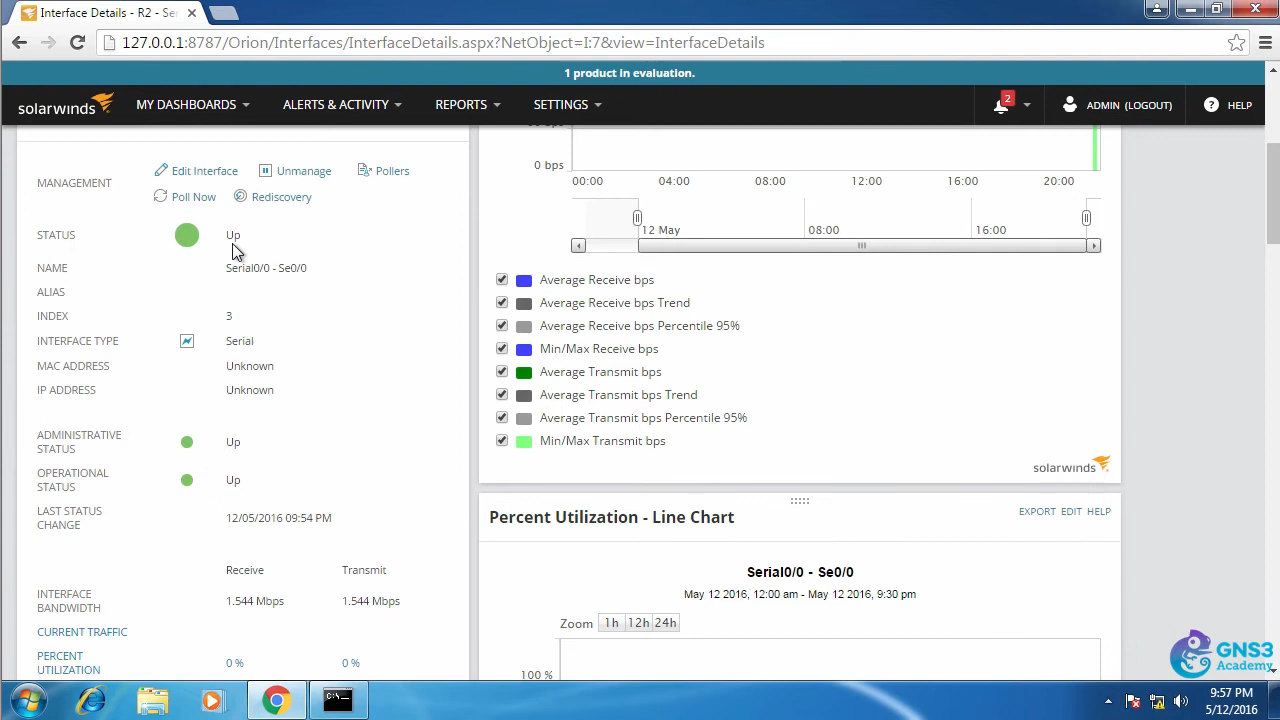 Interface Details - R2 - Ser
127.0.0.1:8787/Orion/Interfaces/InterfaceDetails.aspx?NetObject=I:7&view=InterfaceDetails
1 product in evaluation.
solarwinds
MY DASHBOARDS
ALERTS & ACTIVITY
REPORTS
SETTINGS
2
ADMIN (LOGOUT)
? HELP
MANAGEMENT
Edit Interface
Unmanage
Pollers
Poll Now
Rediscovery
STATUS
Up
NAME
Serial0/0 - Se0/0
ALIAS
INDEX
3
INTERFACE TYPE
Serial
MAC ADDRESS
Unknown
IP ADDRESS
Unknown
ADMINISTRATIVE
STATUS
Up
OPERATIONAL
STATUS
Up
LAST STATUS
CHANGE
12/05/2016 09:54 PM
Receive
Transmit
INTERFACE
BANDWIDTH
1.544 Mbps
1.544 Mbps
CURRENT TRAFFIC
PERCENT
UTILIZATION
0 %
0 %
0 bps
00:00
04:00
08:00
12:00
16:00
20:00
12 May
08:00
16:00
Average Receive bps
Average Receive bps Trend
Average Receive bps Percentile 95%
Min/Max Receive bps
Average Transmit bps
Average Transmit bps Trend
Average Transmit bps Percentile 95%
Min/Max Transmit bps
solarwinds
Percent Utilization - Line Chart
EXPORT EDIT HELP
Serial0/0 - Se0/0
May 12 2016, 12:00 am - May 12 2016, 9:30 pm
Zoom 1h 12h 24h
100 %
GNS3
Academy
C:\.
9:57 PM
5/12/2016